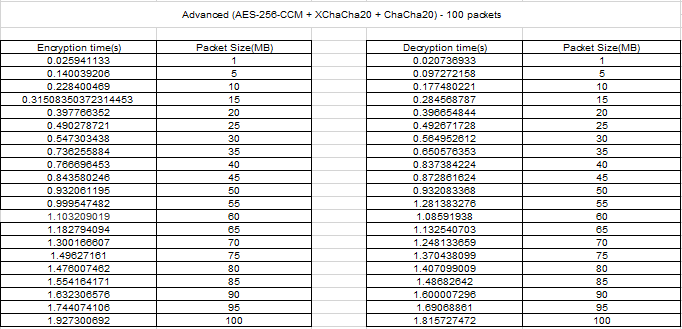 Advanced (AES-256-CCM + XChaCha20 + ChaCha20) - 100 packets
Encryption time(s) Packet Size(MB) Decryption time(s) Packet Size(MB)
0.025941133 1 0.020736933 1
0.140039206 5 0.097272158 5
0.228400469 10 0.177480221 10
0.31508350372314453 15 0.284568787 15
0.397766352 20 0.396654844 20
0.490278721 25 0.492671728 25
0.547303438 30 0.564952612 30
0.736255884 35 0.650576353 35
0.766696453 40 0.837384224 40
0.843580246 45 0.872861624 45
0.932061195 50 0.932083368 50
0.999547482 55 1.281383276 55
1.103209019 60 1.08591938 60
1.182794094 65 1.132540703 65
1.300166607 70 1.248133659 70
1.49627161 75 1.370438099 75
1.476007462 80 1.407099009 80
1.554164171 85 1.48682642 85
1.632306576 90 1.600007296 90
1.744074106 95 1.69068861 95
1.927300692 100 1.815727472 100